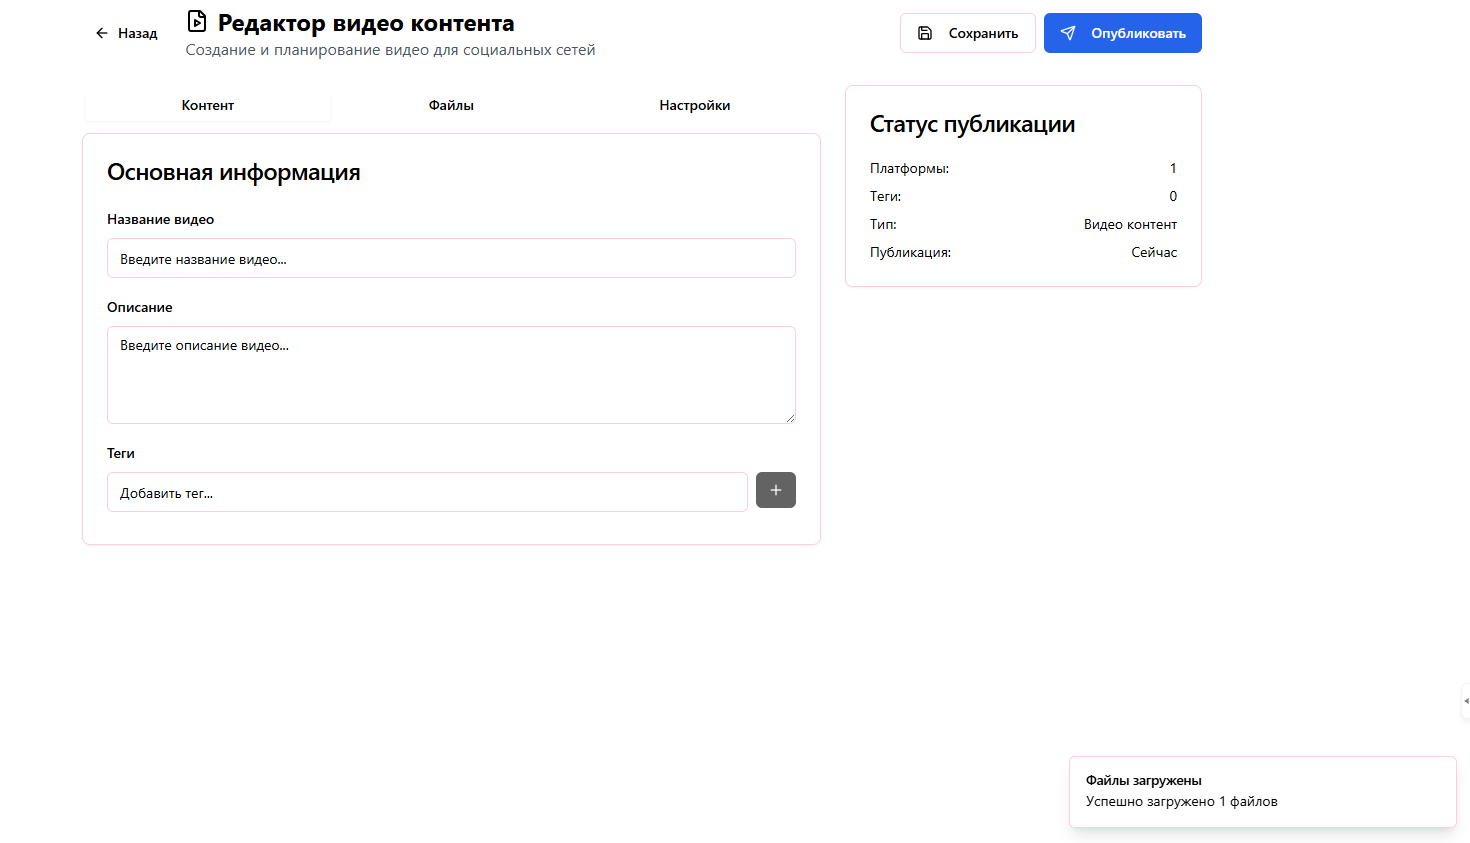 Назад
Редактор видео контента
Создание и планирование видео для социальных сетей
Сохранить
Опубликовать
Контент
Файлы
Настройки
Основная информация
Название видео
Введите название видео...
Описание
Введите описание видео...
Теги
Добавить тег...
Статус публикации
Платформы: 1
Теги: 0
Тип: Видео контент
Публикация: Сейчас
Файлы загружены
Успешно загружено 1 файлов